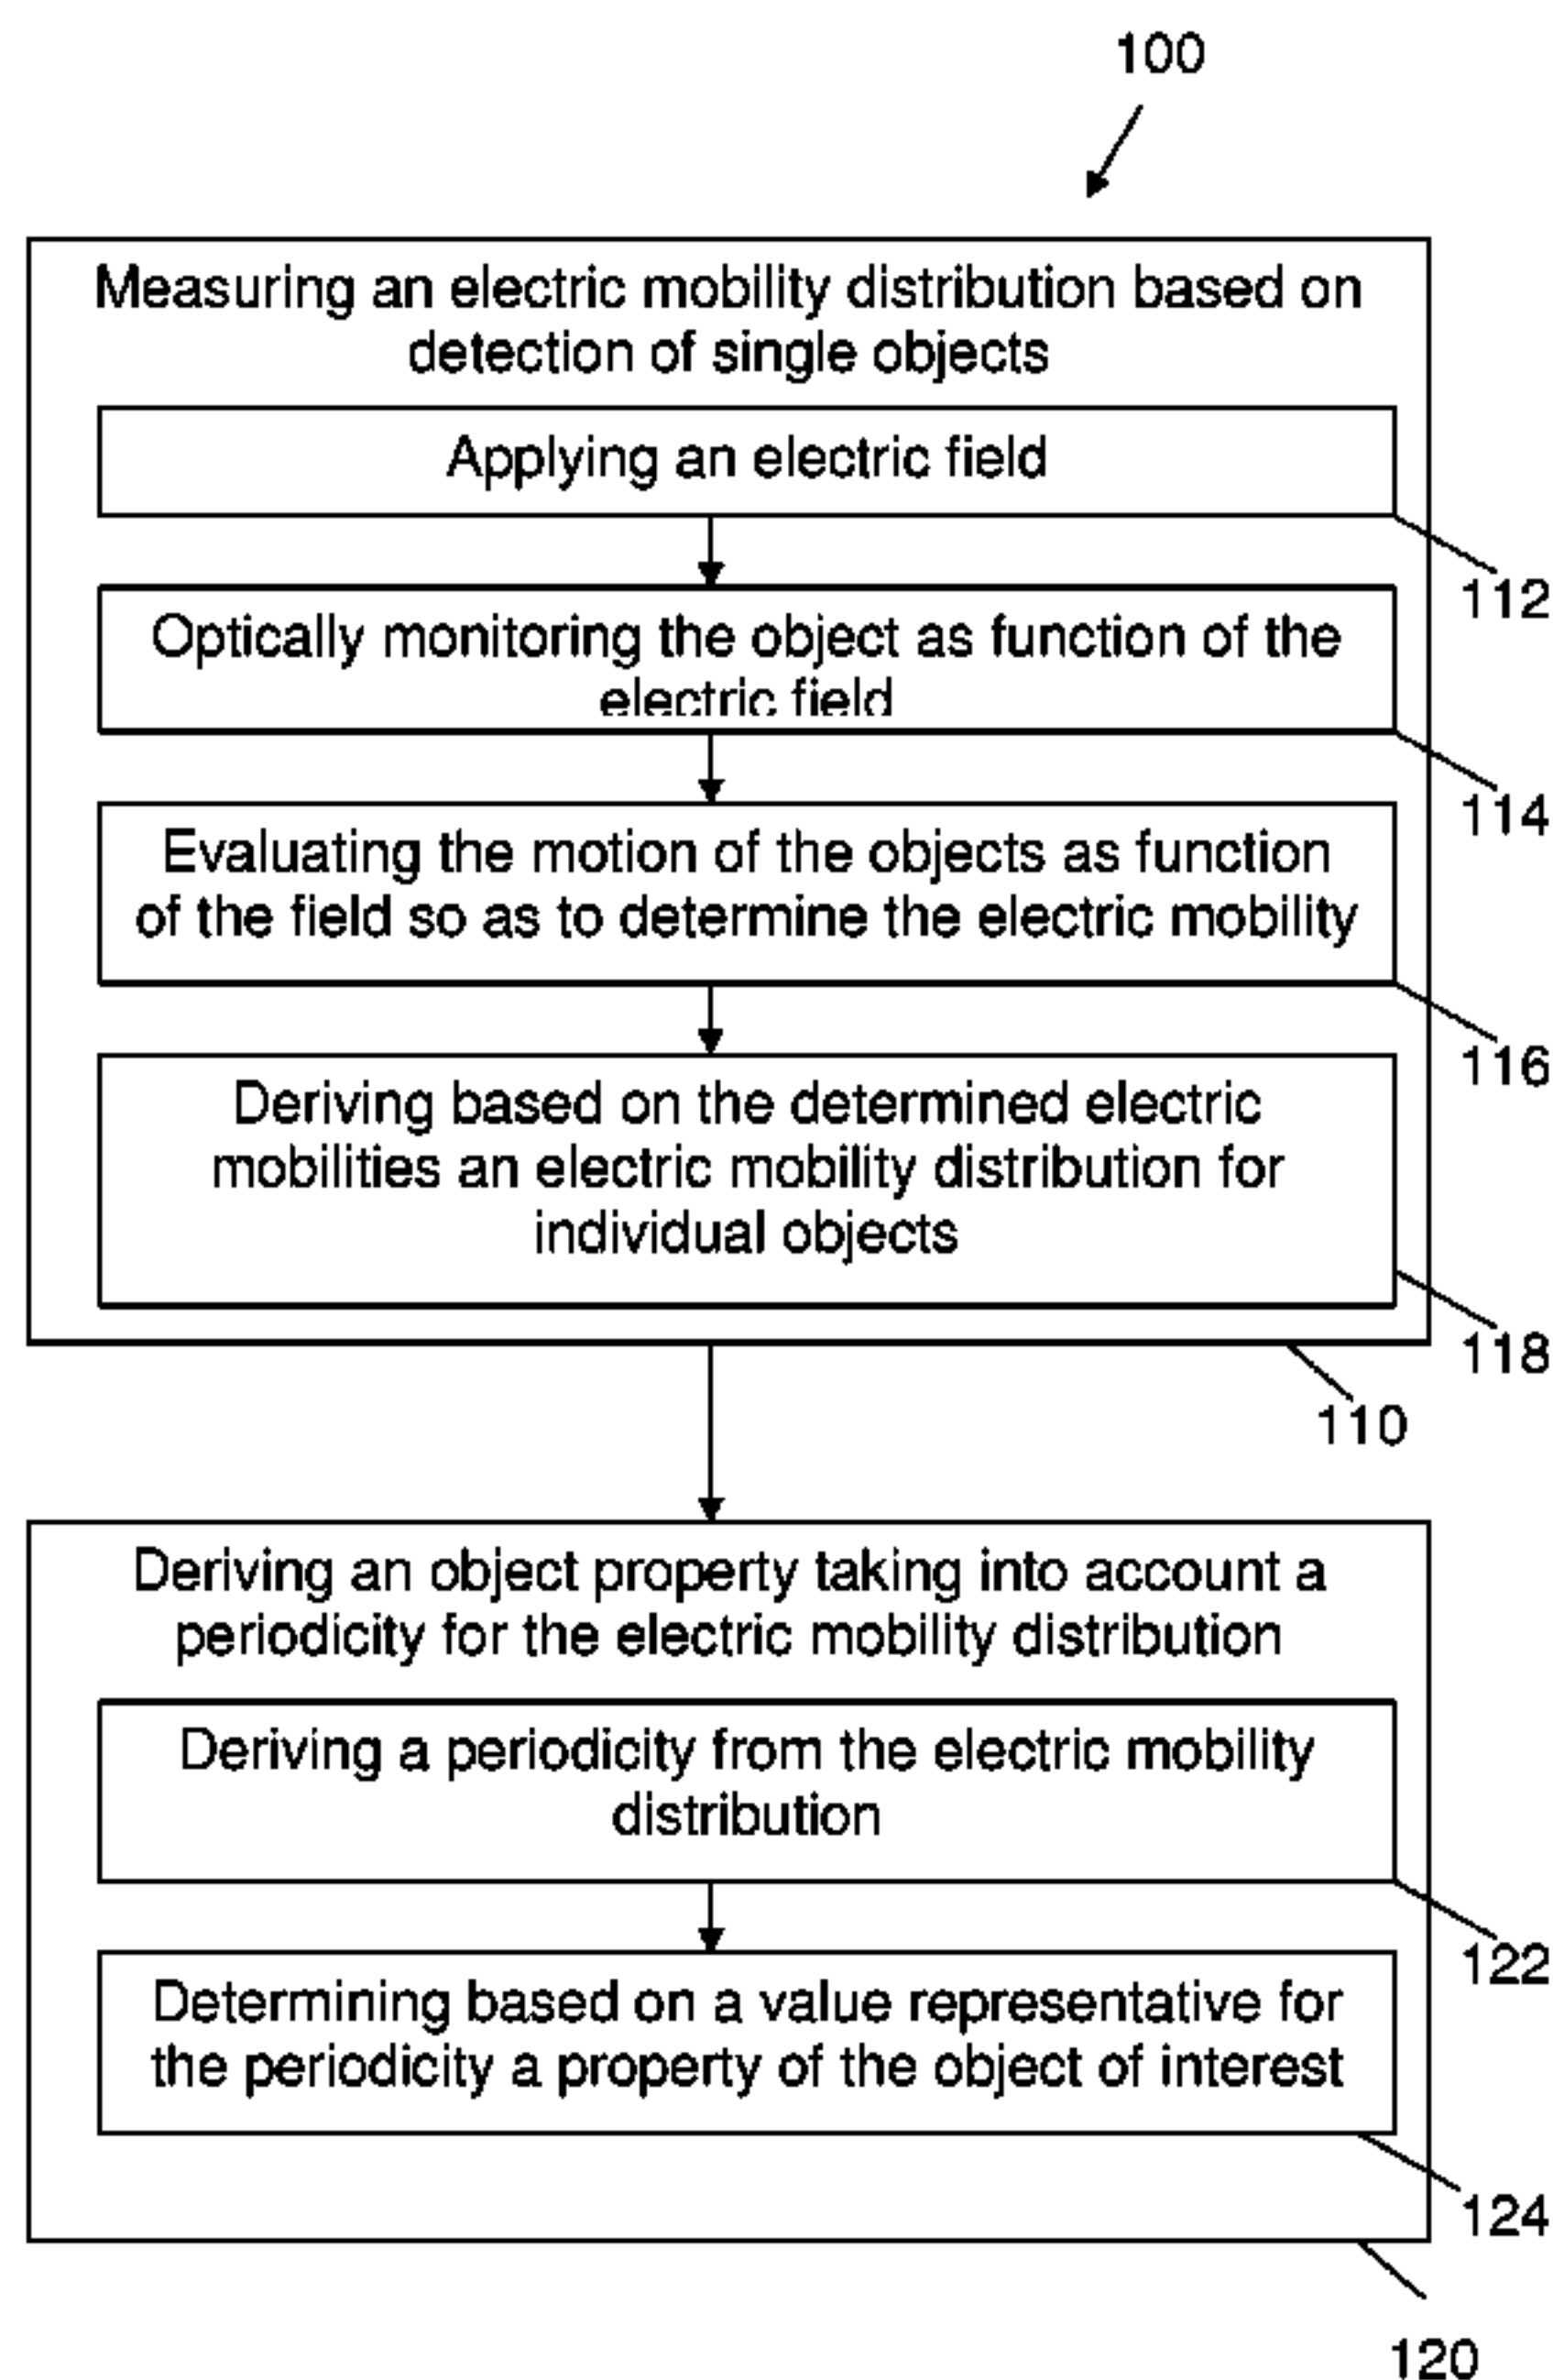 100
Measuring an electric mobility distribution based on
detection of single objects
Applying an electric field
112
Optically monitoring the object as function of the
electric field
114
Evaluating the motion of the objects as function
of the field so as to determine the electric mobility
116
Deriving based on the determined electric
mobilities an electric mobility distribution for
individual objects
118
110
Deriving an object property taking into account a
periodicity for the electric mobility distribution
Deriving a periodicity from the electric mobility
distribution
122
Determining based on a value representative for
the periodicity a property of the object of interest
124
120